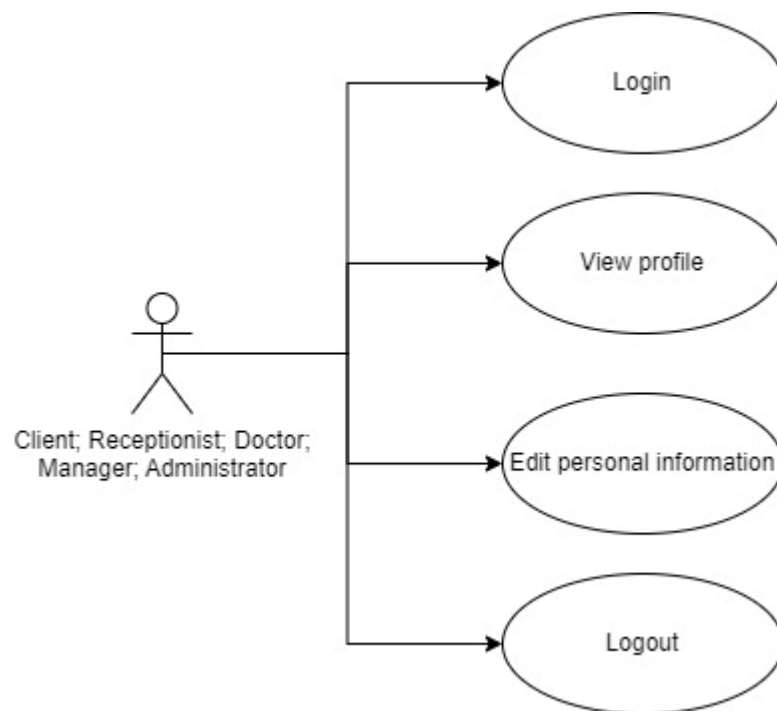 Login
View profile
Client; Receptionist; Doctor;
Manager; Administrator
Edit personal information
Logout